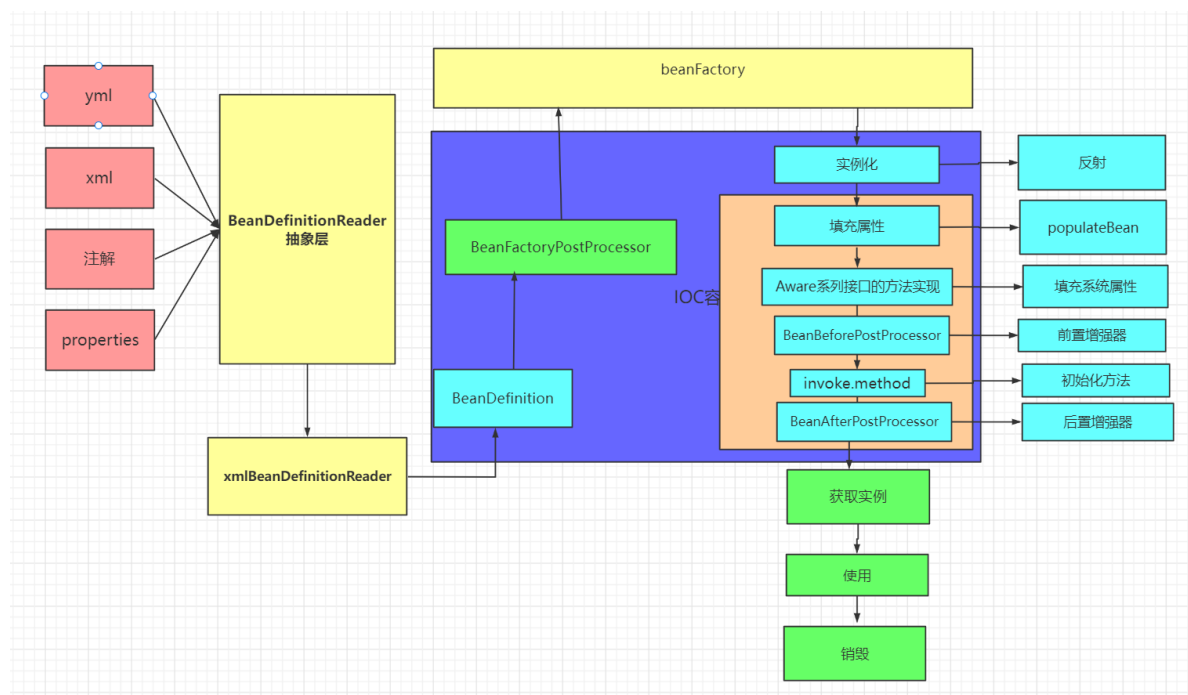 yml
xml
注解
properties
BeanDefinitionReader
抽象层
xmlBeanDefinitionReader
beanFactory
BeanFactoryPostProcessor
BeanDefinition
IOC容
实例化
反射
填充属性
populateBean
Aware系列接口的方法实现
填充系统属性
BeanBeforePostProcessor
前置增强器
invoke.method
初始化方法
BeanAfterPostProcessor
后置增强器
获取实例
使用
销毁